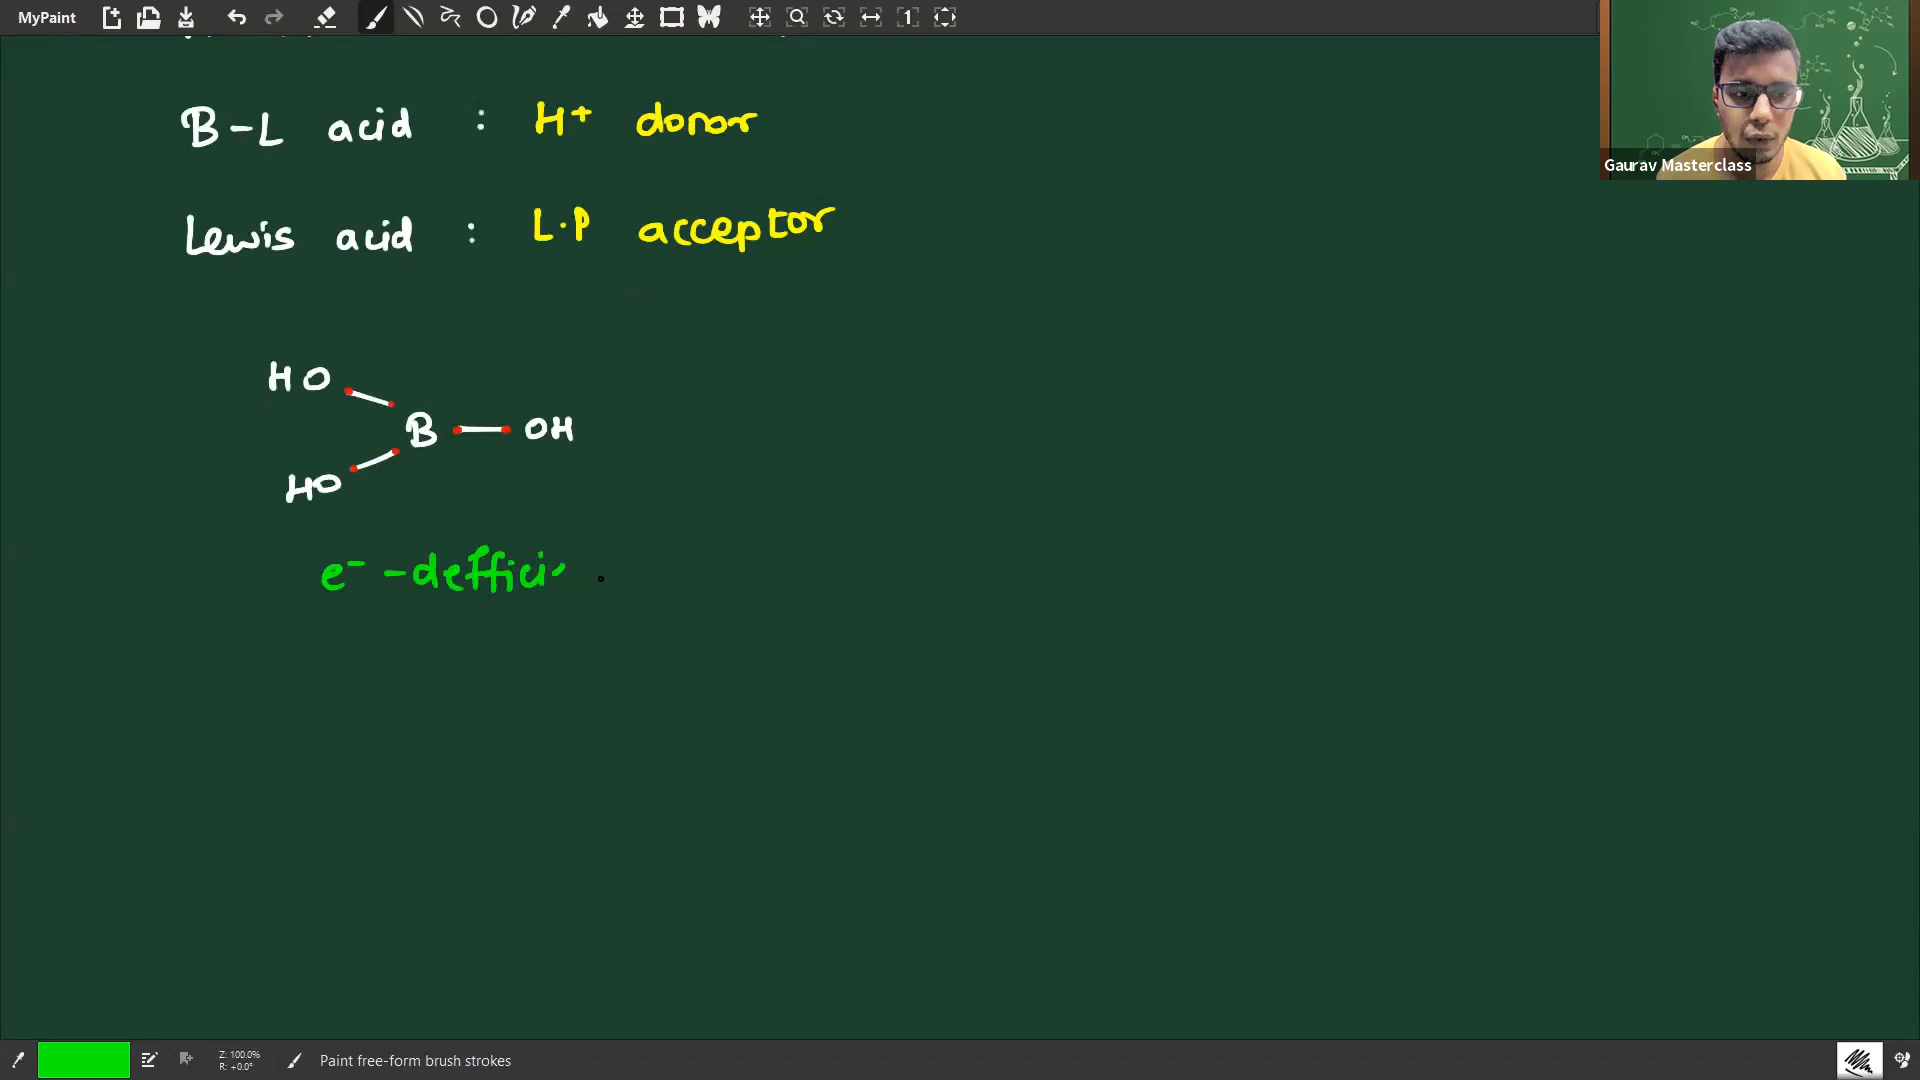 MyPaint
B-L acid : H+ donor
Gaurav Masterclass
Lewis acid : L.P acceptor
HO
B OH
HO
e⁻ -deffici
Z: 100.0%
R: +0.0°
Paint free-form brush strokes